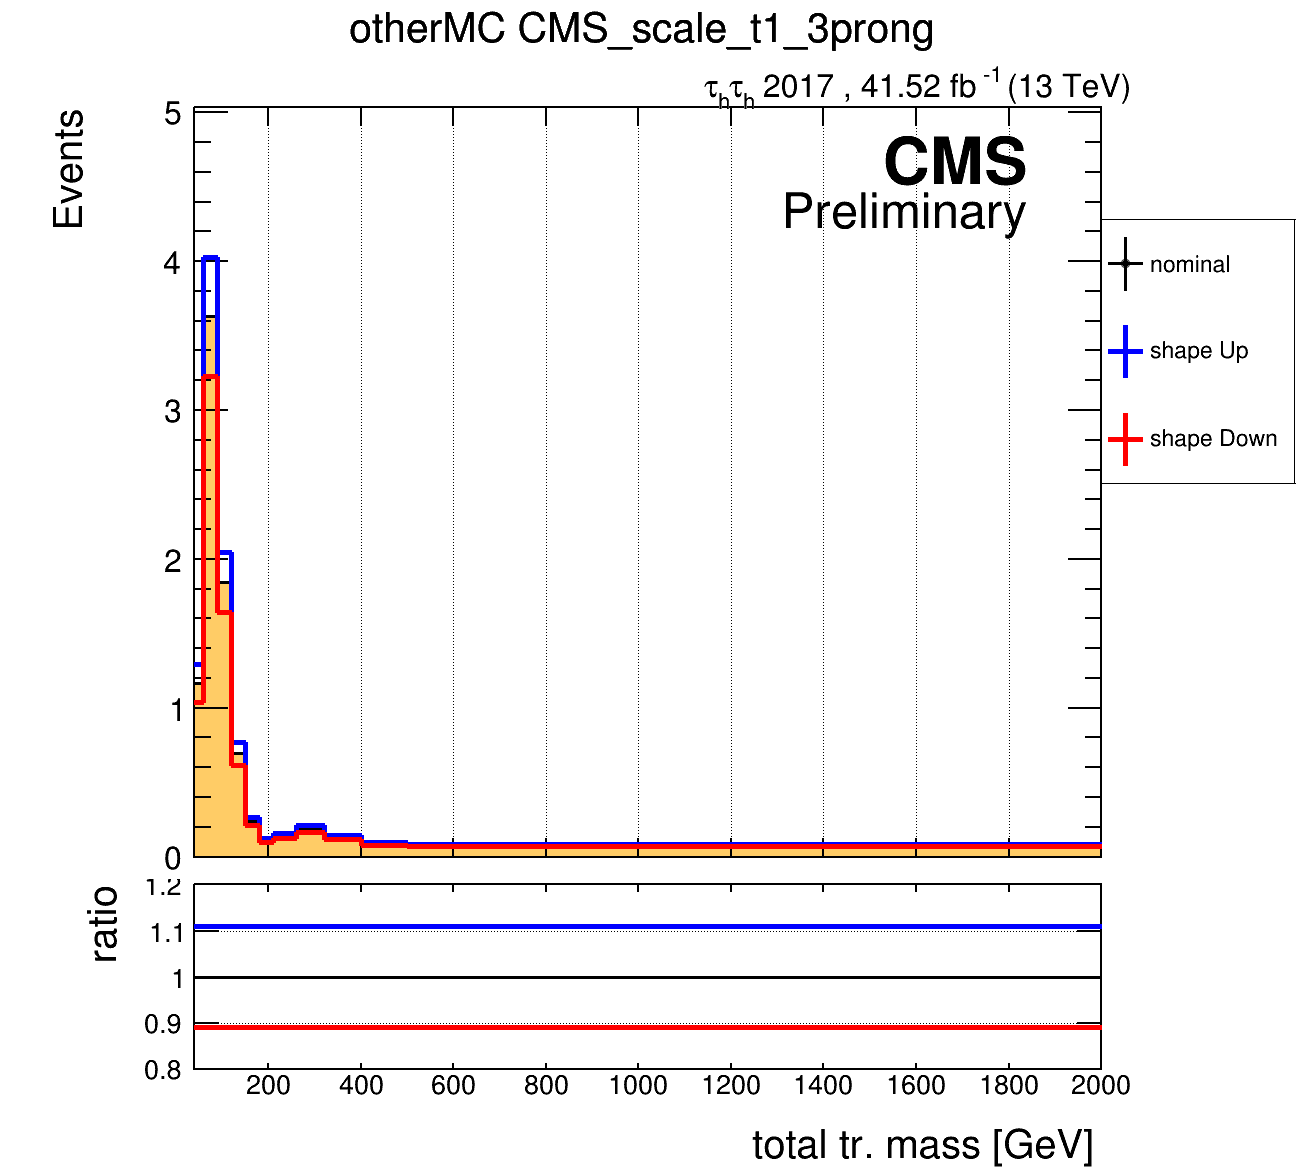 otherMC CMS_scale_t1_3prong
τhτh 2017 , 41.52 fb-1 (13 TeV)
Events
5
4
3
2
1
0
CMS
Preliminary
nominal
shape Up
shape Down
ratio
1.2
1.1
1
0.9
0.8
200 400 600 800 1000 1200 1400 1600 1800 2000
total tr. mass [GeV]